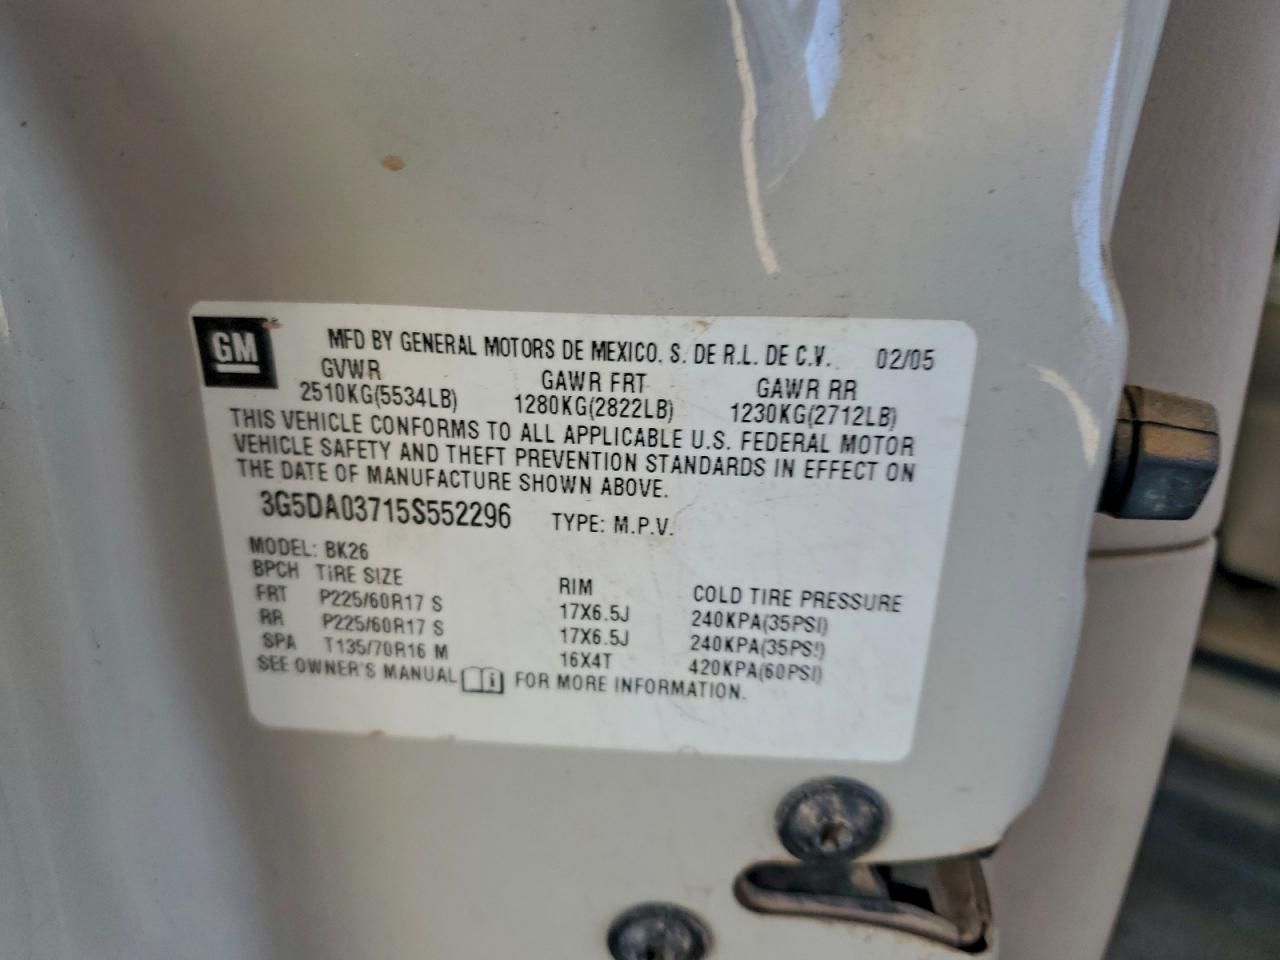 GM
MFD BY GENERAL MOTORS DE MEXICO, S. DE R.L. DE C.V. 02/05
GVWR GAWR FRT GAWR RR
2510KG(5534LB) 1280KG(2822LB) 1230KG(2712LB)
THIS VEHICLE CONFORMS TO ALL APPLICABLE U.S. FEDERAL MOTOR
VEHICLE SAFETY AND THEFT PREVENTION STANDARDS IN EFFECT ON
THE DATE OF MANUFACTURE SHOWN ABOVE.
3G5DA03715S552296 TYPE: M.P.V.
MODEL: BK26
BPCH TIRE SIZE RIM COLD TIRE PRESSURE
FRT P225/60R17 S 17X6.5J 240KPA(35PSI)
RR P225/60R17 S 17X6.5J 240KPA(35PSI)
SPA T135/70R16 M 16X4T 420KPA(60PSI)
SEE OWNER'S MANUAL i FOR MORE INFORMATION.